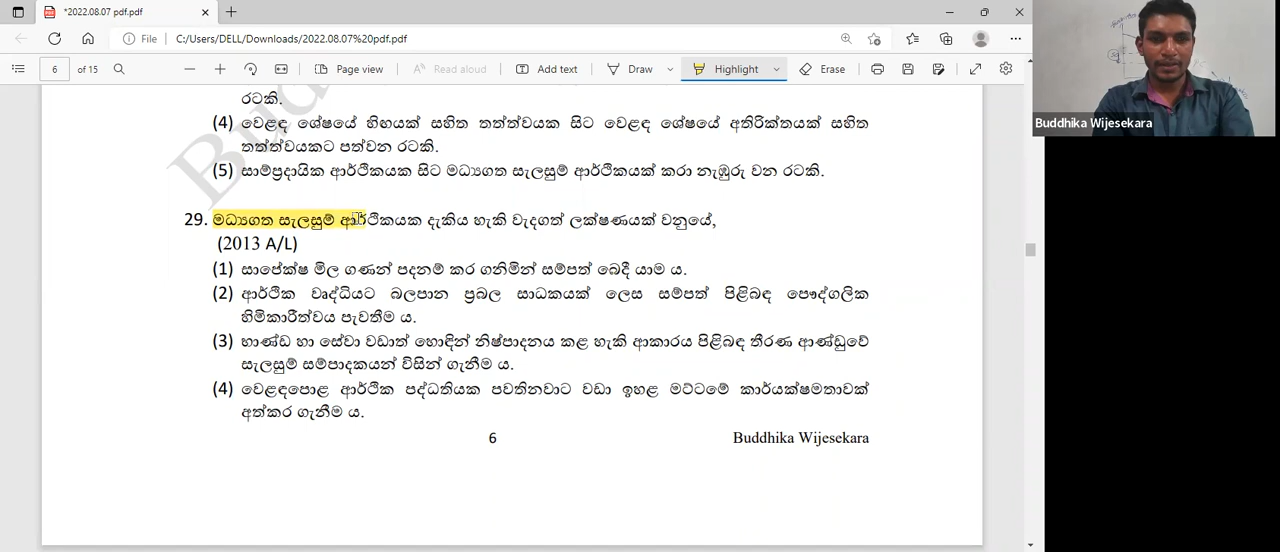 *2022.08.07 pdf.pdf
File C:/Users/DELL/Downloads/2022.08.07%20pdf.pdf
6 of 15 Page view Read aloud Add text Draw Highlight Erase
Buddhika Wijesekara
රටකි.
(4) වෙළඳ ශේෂයේ හිඟයක් සහිත තත්ත්වයක සිට වෙළඳ ශේෂයේ අතිරික්තයක් සහිත
තත්ත්වයකට පත්වන රටකි.
(5) සාම්ප්‍රදායික ආර්ථිකයක සිට මධ්‍යගත සැලසුම් ආර්ථිකයක් කරා නැඹුරු වන රටකි.
29. මධ්‍යගත සැලසුම් ආර්ථිකයක දැකිය හැකි වැදගත් ලක්ෂණයක් වනුයේ,
(2013 A/L)
(1) සාපේක්ෂ මිල ගණන් පදනම් කර ගනිමින් සම්පත් බෙදී යාම ය.
(2) ආර්ථික වෘද්ධියට බලපාන ප්‍රබල සාධකයක් ලෙස සම්පත් පිළිබඳ පෞද්ගලික
හිමිකාරීත්වය පැවතීම ය.
(3) භාණ්ඩ හා සේවා වඩාත් හොඳින් නිෂ්පාදනය කළ හැකි ආකාරය පිළිබඳ තීරණ ආණ්ඩුවේ
සැලසුම් සම්පාදකයන් විසින් ගැනීම ය.
(4) වෙළඳපොළ ආර්ථික පද්ධතියක පවතිනවාට වඩා ඉහළ මට්ටමේ කාර්යක්ෂමතාවක්
අත්කර ගැනීම ය.
6 Buddhika Wijesekara